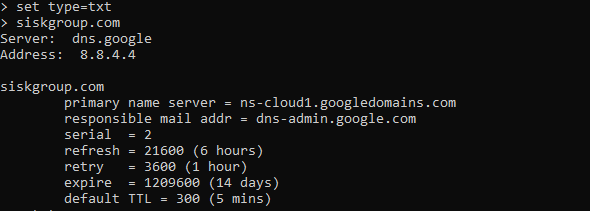 > set type=txt
> siskgroup.com
Server:  dns.google
Address:  8.8.4.4

siskgroup.com
        primary name server = ns-cloud1.googledomains.com
        responsible mail addr = dns-admin.google.com
        serial  = 2
        refresh = 21600 (6 hours)
        retry   = 3600 (1 hour)
        expire  = 1209600 (14 days)
        default TTL = 300 (5 mins)